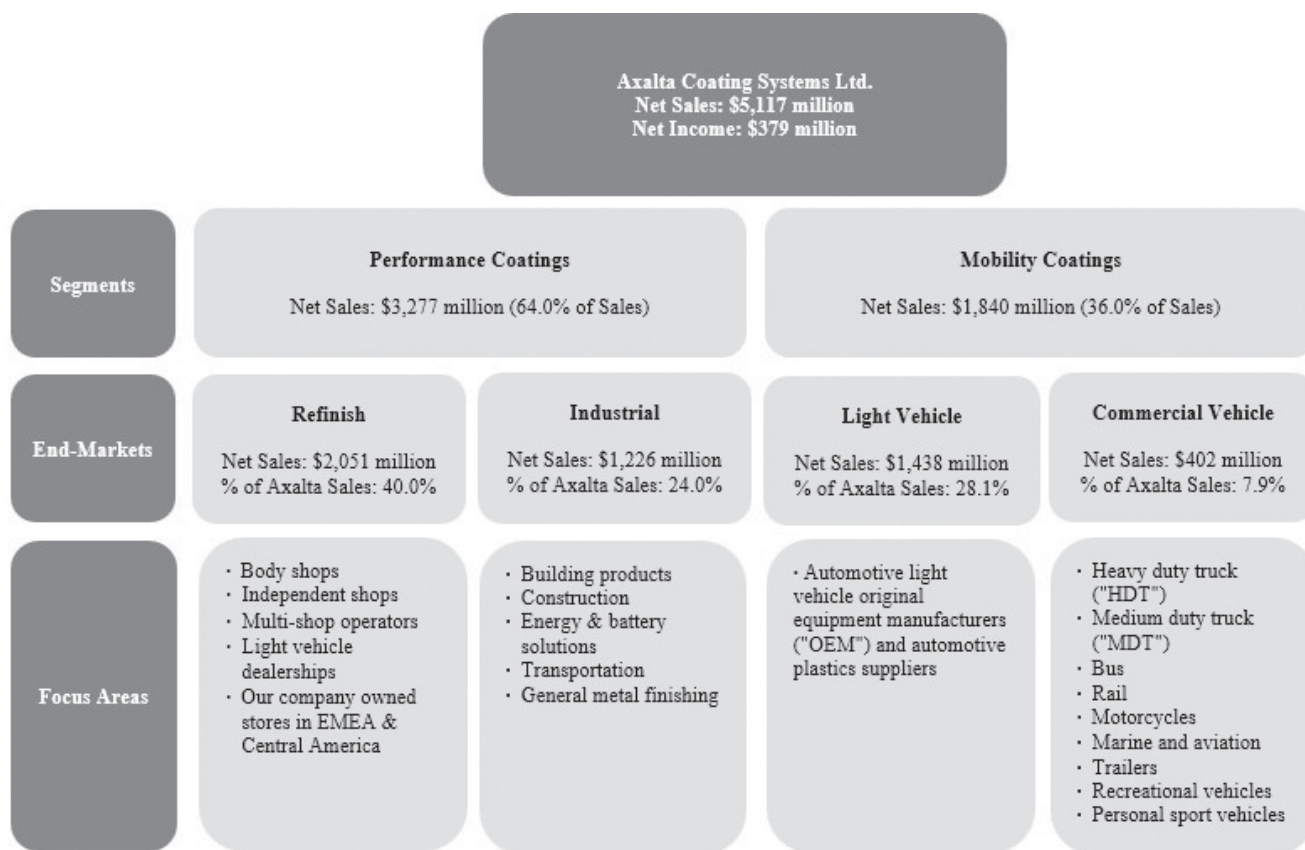 Axalta Coating Systems Ltd.
Net Sales: $5,117 million
Net Income: $379 million
Segments
Performance Coatings
Net Sales: $3,277 million (64.0% of Sales)
Mobility Coatings
Net Sales: $1,840 million (36.0% of Sales)
End-Markets
Refinish
Net Sales: $2,051 million
% of Axalta Sales: 40.0%
Industrial
Net Sales: $1,226 million
% of Axalta Sales: 24.0%
Light Vehicle
Net Sales: $1,438 million
% of Axalta Sales: 28.1%
Commercial Vehicle
Net Sales: $402 million
% of Axalta Sales: 7.9%
Focus Areas
· Body shops
· Independent shops
· Multi-shop operators
· Light vehicle
dealerships
· Our company owned
stores in EMEA &
Central America
· Building products
· Construction
· Energy & battery
solutions
· Transportation
· General metal finishing
· Automotive light
vehicle original
equipment manufacturers
("OEM") and automotive
plastics suppliers
· Heavy duty truck
("HDT")
· Medium duty truck
("MDT")
· Bus
· Rail
· Motorcycles
· Marine and aviation
· Trailers
· Recreational vehicles
· Personal sport vehicles